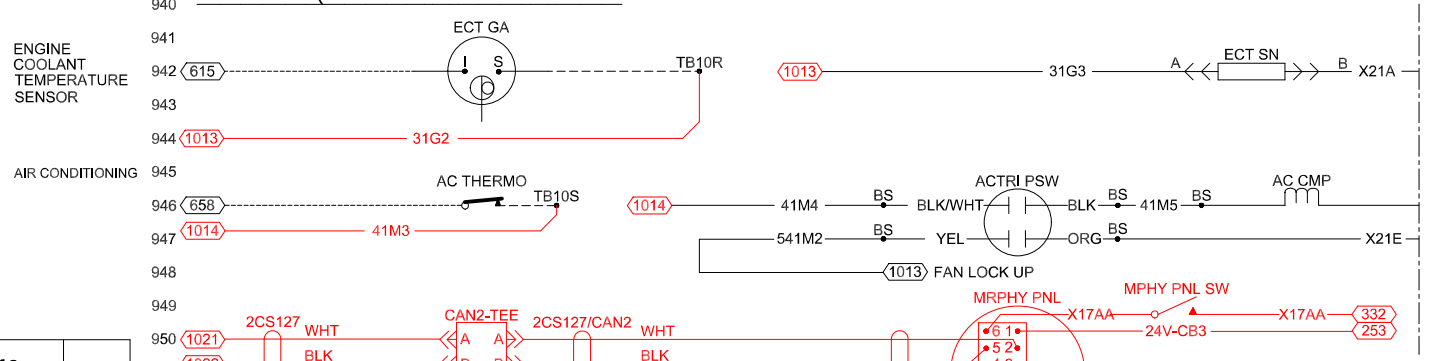 940
941
ECT GA
ENGINE
COOLANT
TEMPERATURE
SENSOR
942 615 I S TB10R 1013 31G3 A ECT SN B X21A
943
944 1013 31G2
AIR CONDITIONING 945
AC THERMO ACTRI PSW AC CMP
946 658 TB10S 1014 41M4 BS BLK/WHT BLK BS 41M5 BS
947 1014 41M3 541M2 BS YEL ORG BS X21E
948 1013 FAN LOCK UP
949 MRPHY PNL MPHY PNL SW
CAN2-TEE X17AA X17AA 332
950 1021 2CS127 WHT A A 2CS127/CAN2 WHT 6 1 24V-CB3 253
BLK BLK 5 2